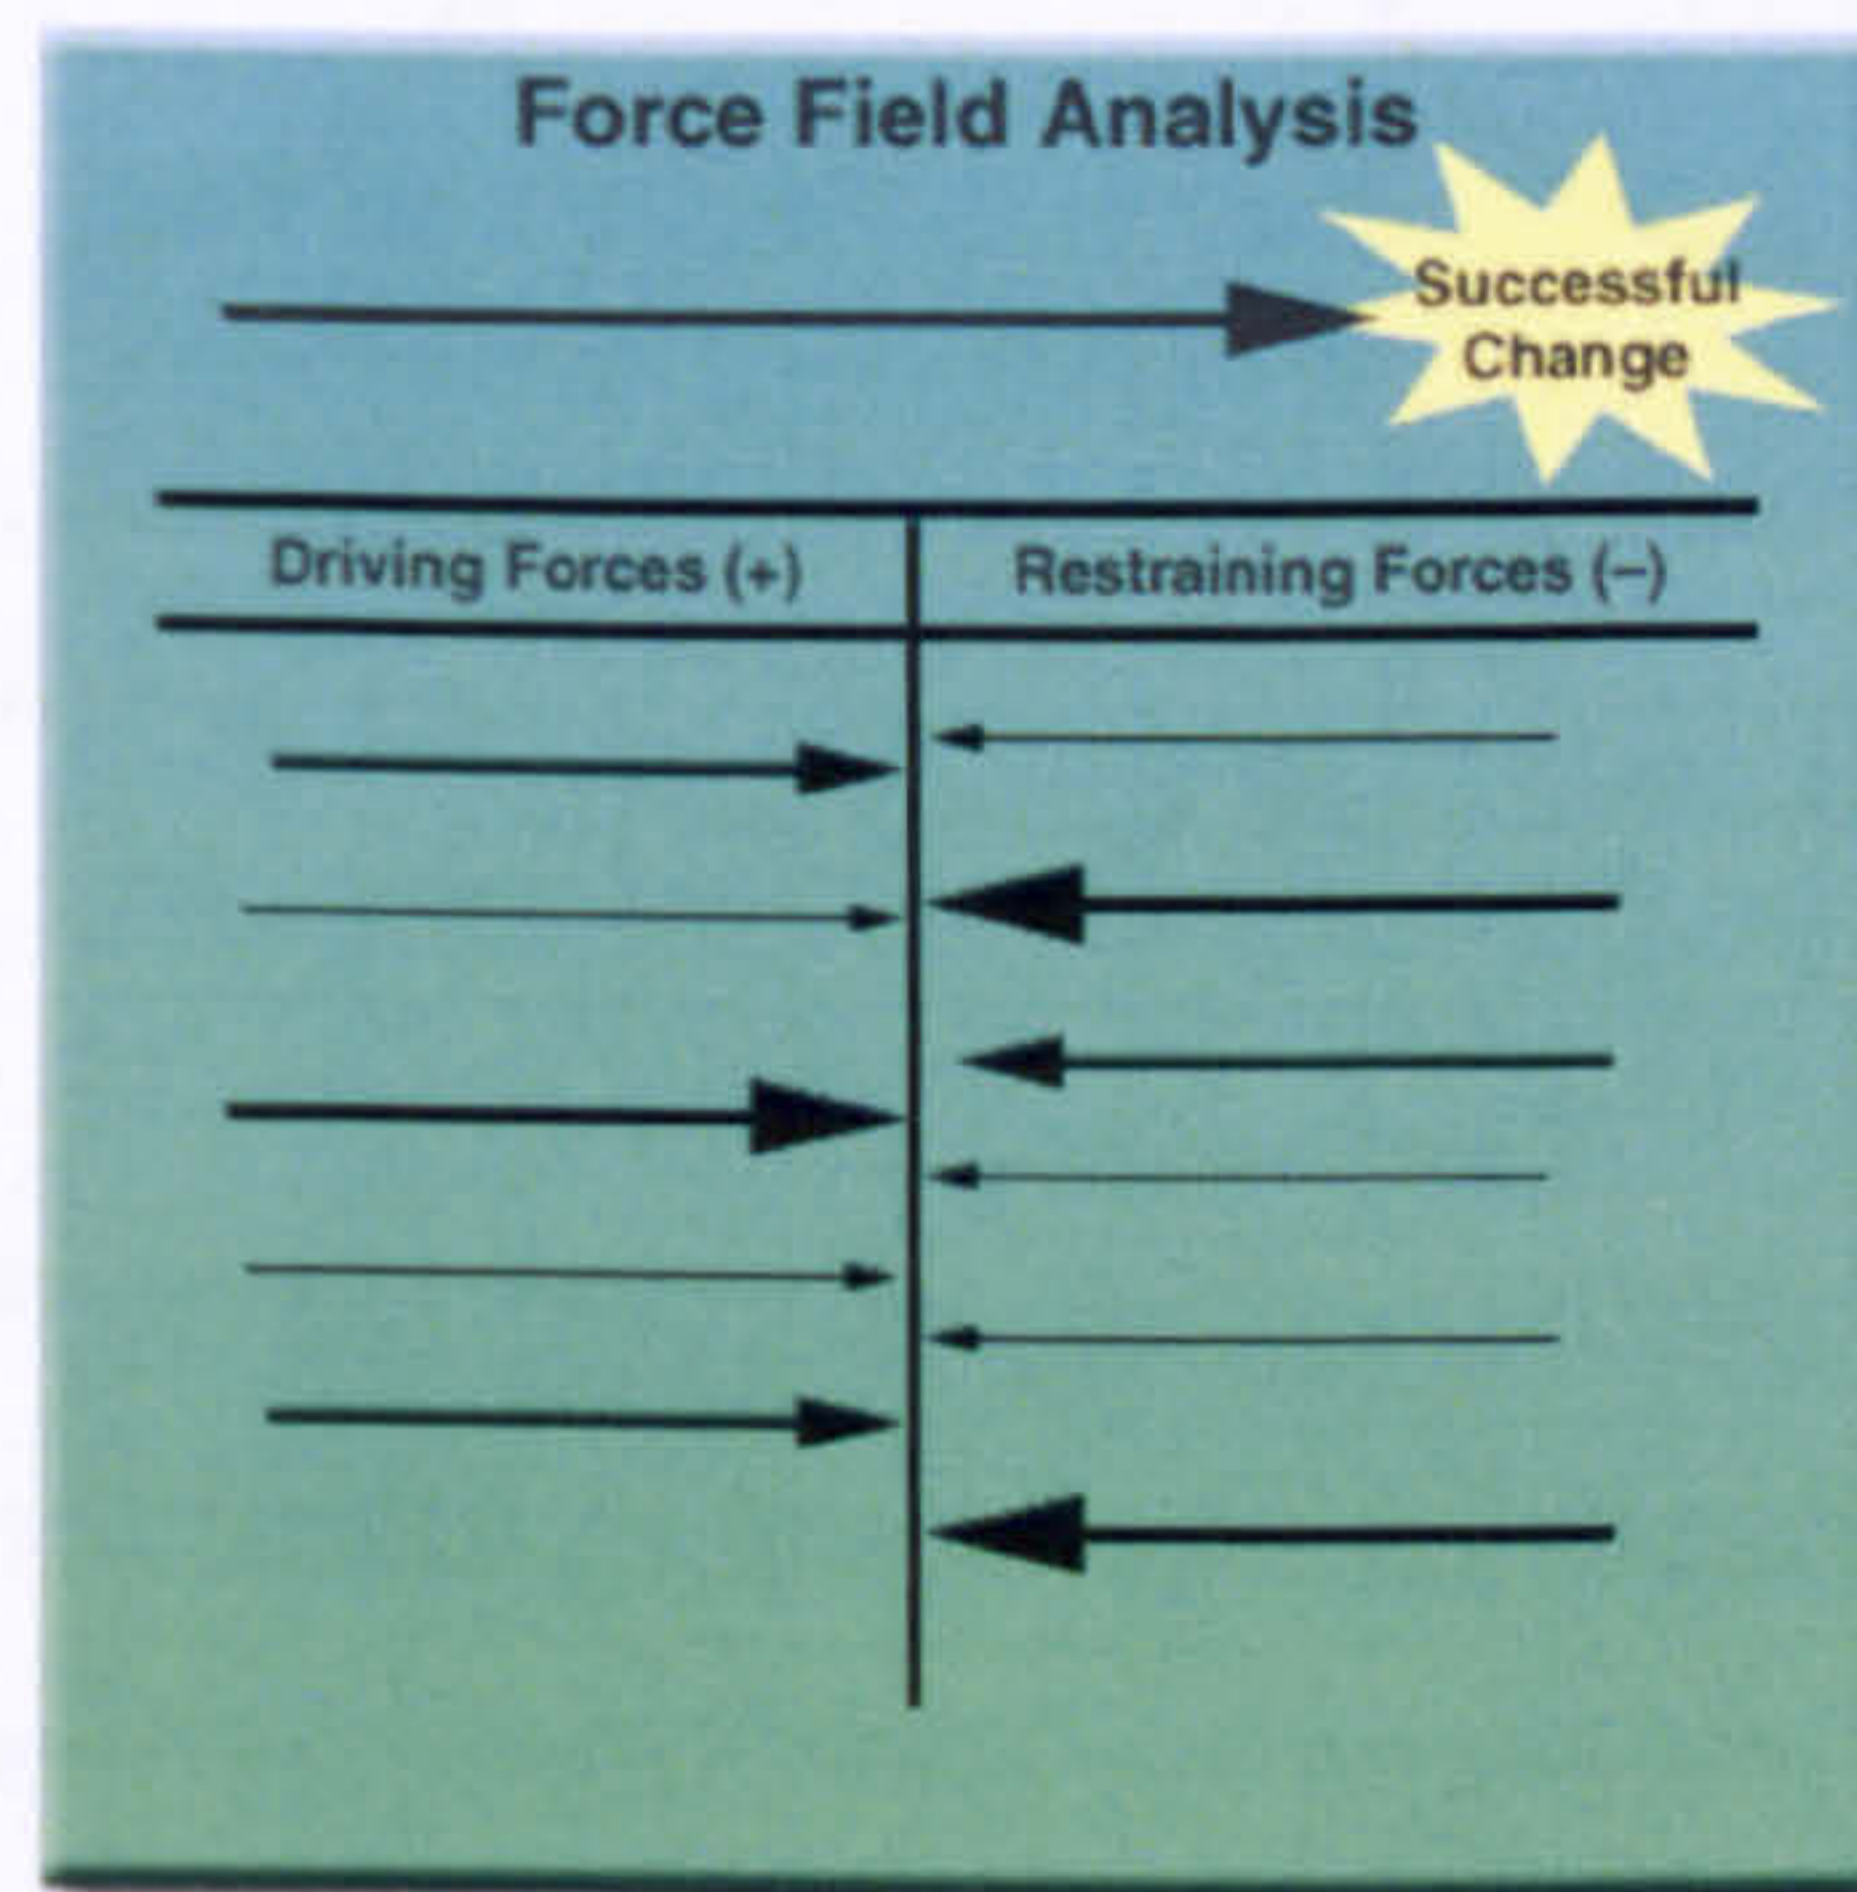 Force Field Analysis
Successful
Change
Driving Forces (+)
Restraining Forces (–)